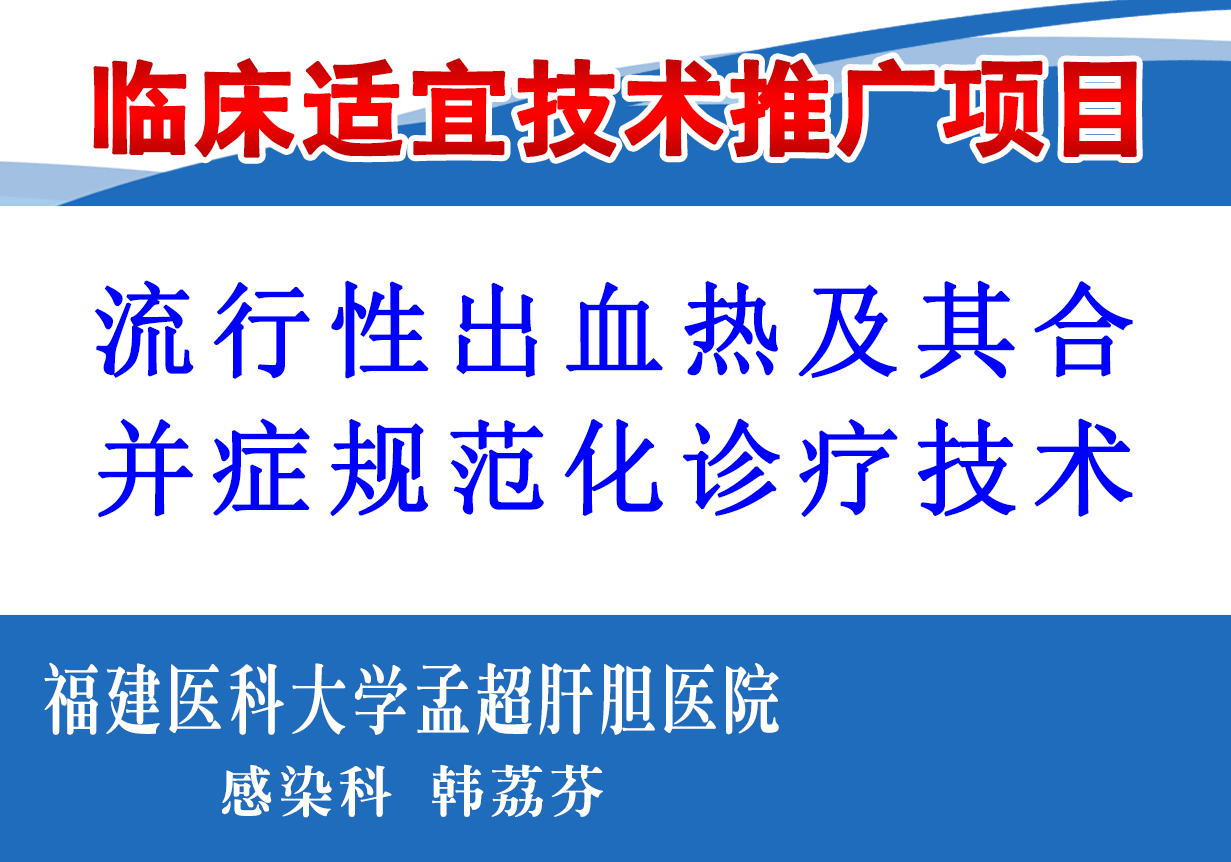 临床适宜技术推广项目
流行性出血热及其合
并症规范化诊疗技术
福建医科大学孟超肝胆医院
感染科 韩荔芬